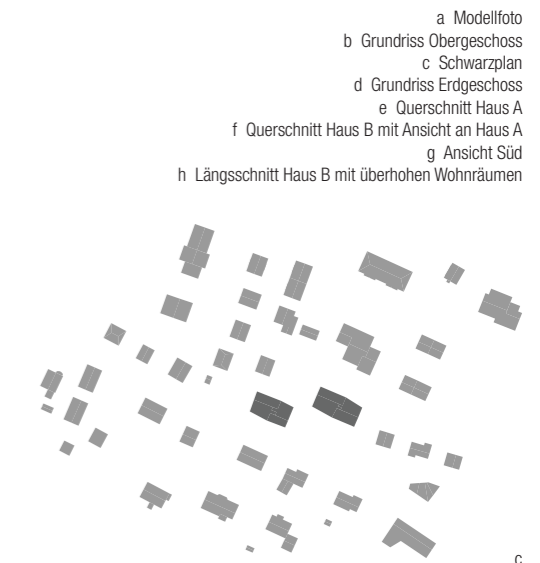 a Modellfoto
b Grundriss Obergeschoss
c Schwarzplan
d Grundriss Erdgeschoss
e Querschnitt Haus A
f Querschnitt Haus B mit Ansicht an Haus A
g Ansicht Süd
h Längsschnitt Haus B mit überhohen Wohnräumen
c